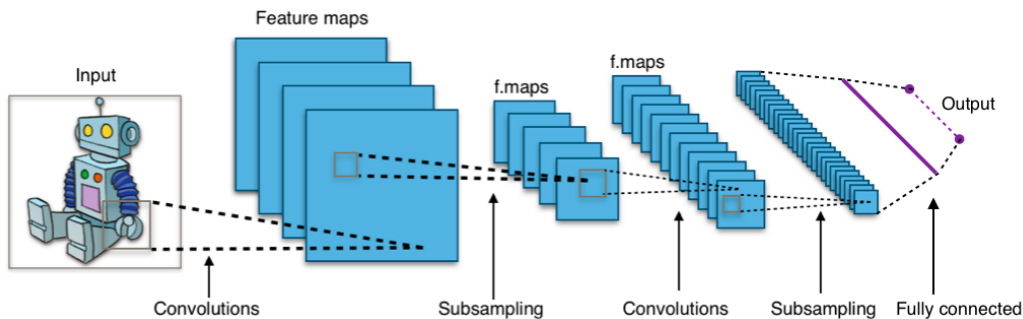 Feature maps
Input
f.maps
f.maps
Output
Convolutions
Subsampling
Convolutions
Subsampling
Fully connected